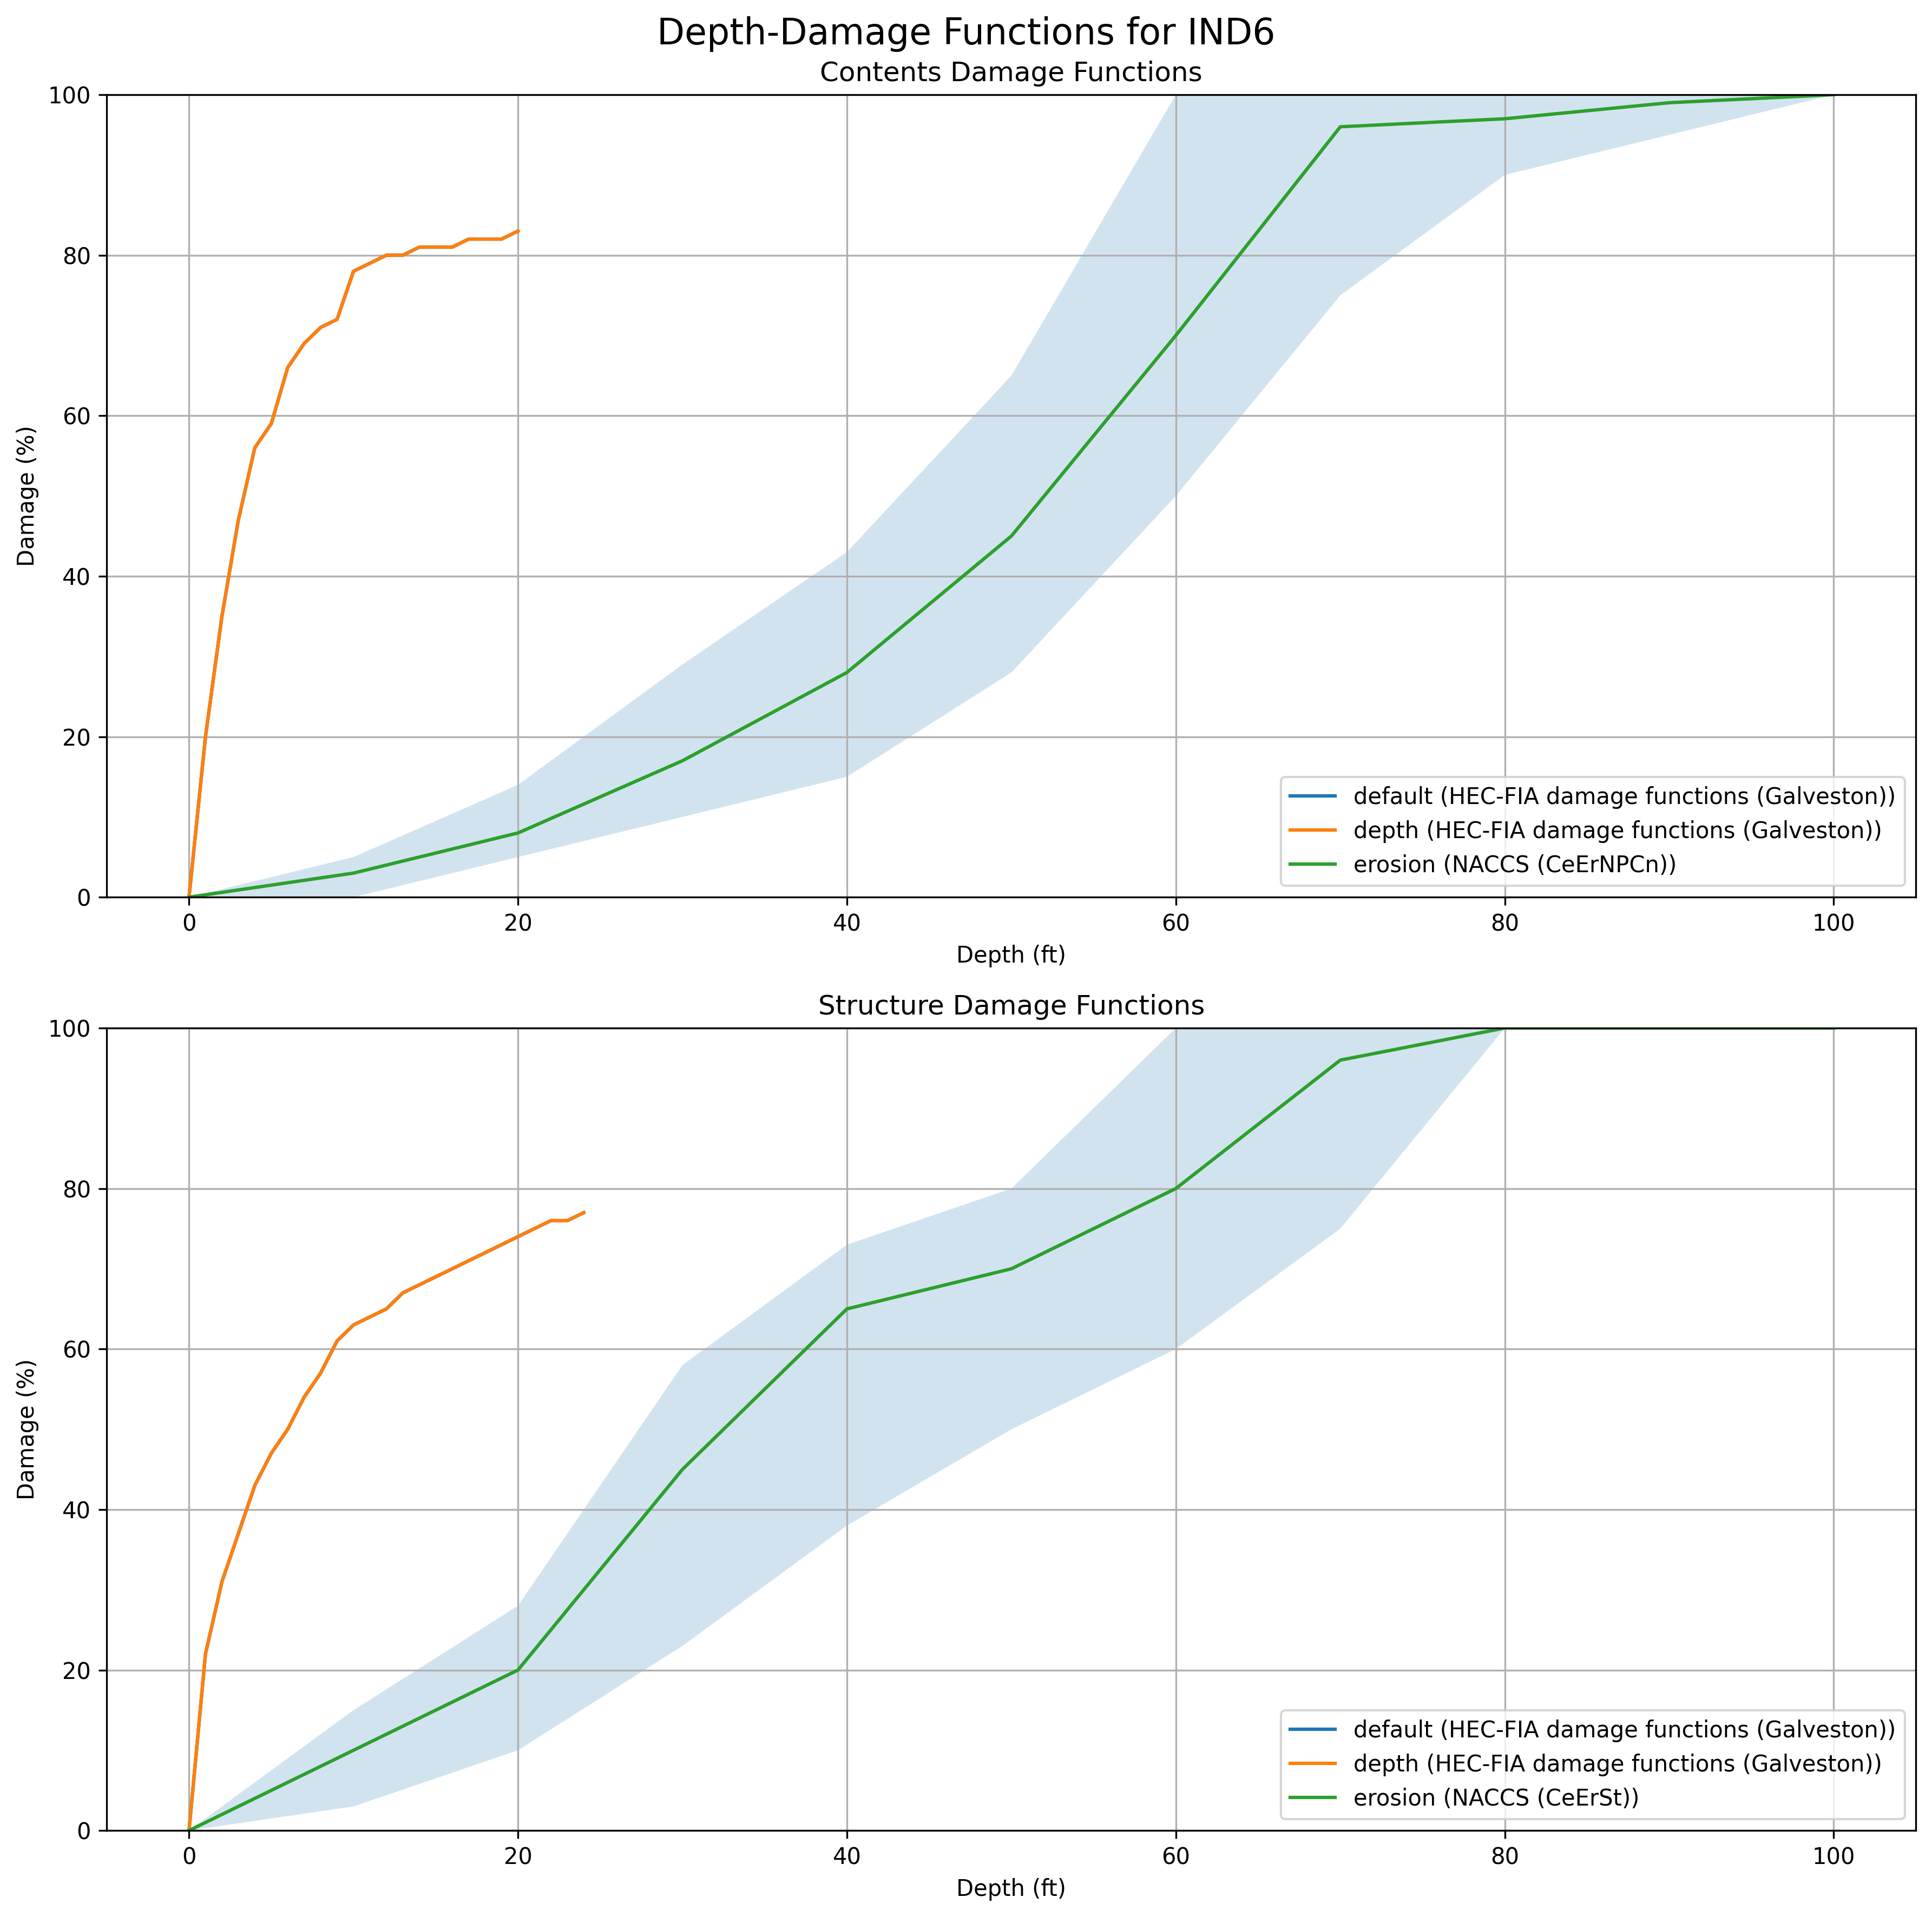 Depth-Damage Functions for IND6
Contents Damage Functions
100
80
60
40
20
0
Damage (%)
0 20 40 60 80 100
Depth (ft)
default (HEC-FIA damage functions (Galveston))
depth (HEC-FIA damage functions (Galveston))
erosion (NACCS (CeErNPCn))
Structure Damage Functions
100
80
60
40
20
0
Damage (%)
0 20 40 60 80 100
Depth (ft)
default (HEC-FIA damage functions (Galveston))
depth (HEC-FIA damage functions (Galveston))
erosion (NACCS (CeErSt))